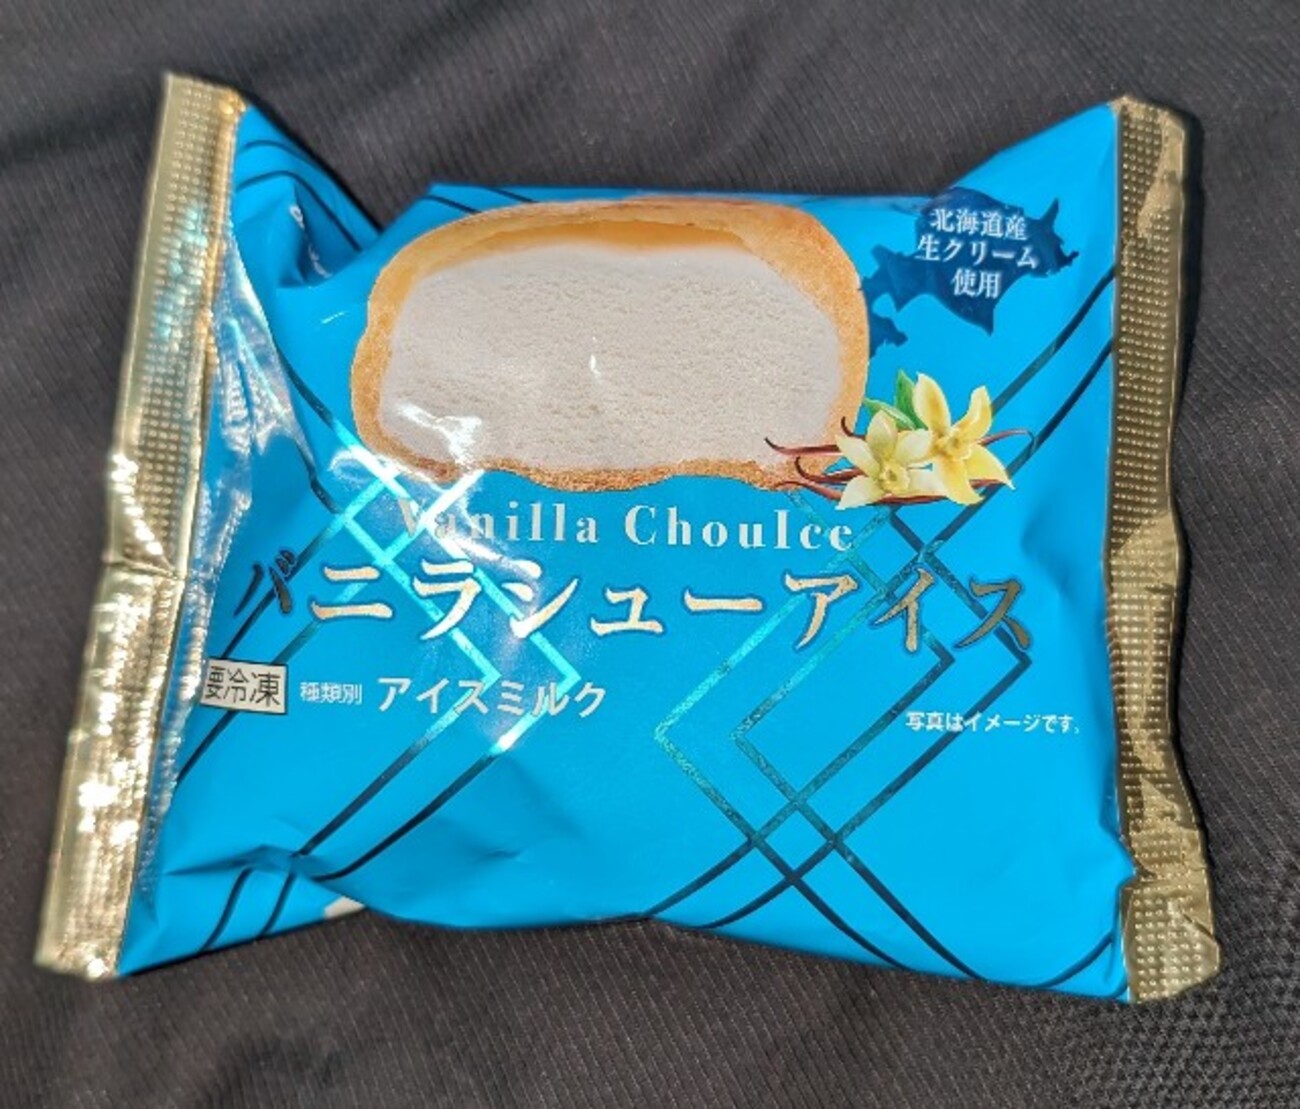 北海道産
生クリーム
使用
Vanilla ChouIce
バニラシューアイス
要冷凍 種類別 アイスミルク
写真はイメージです。